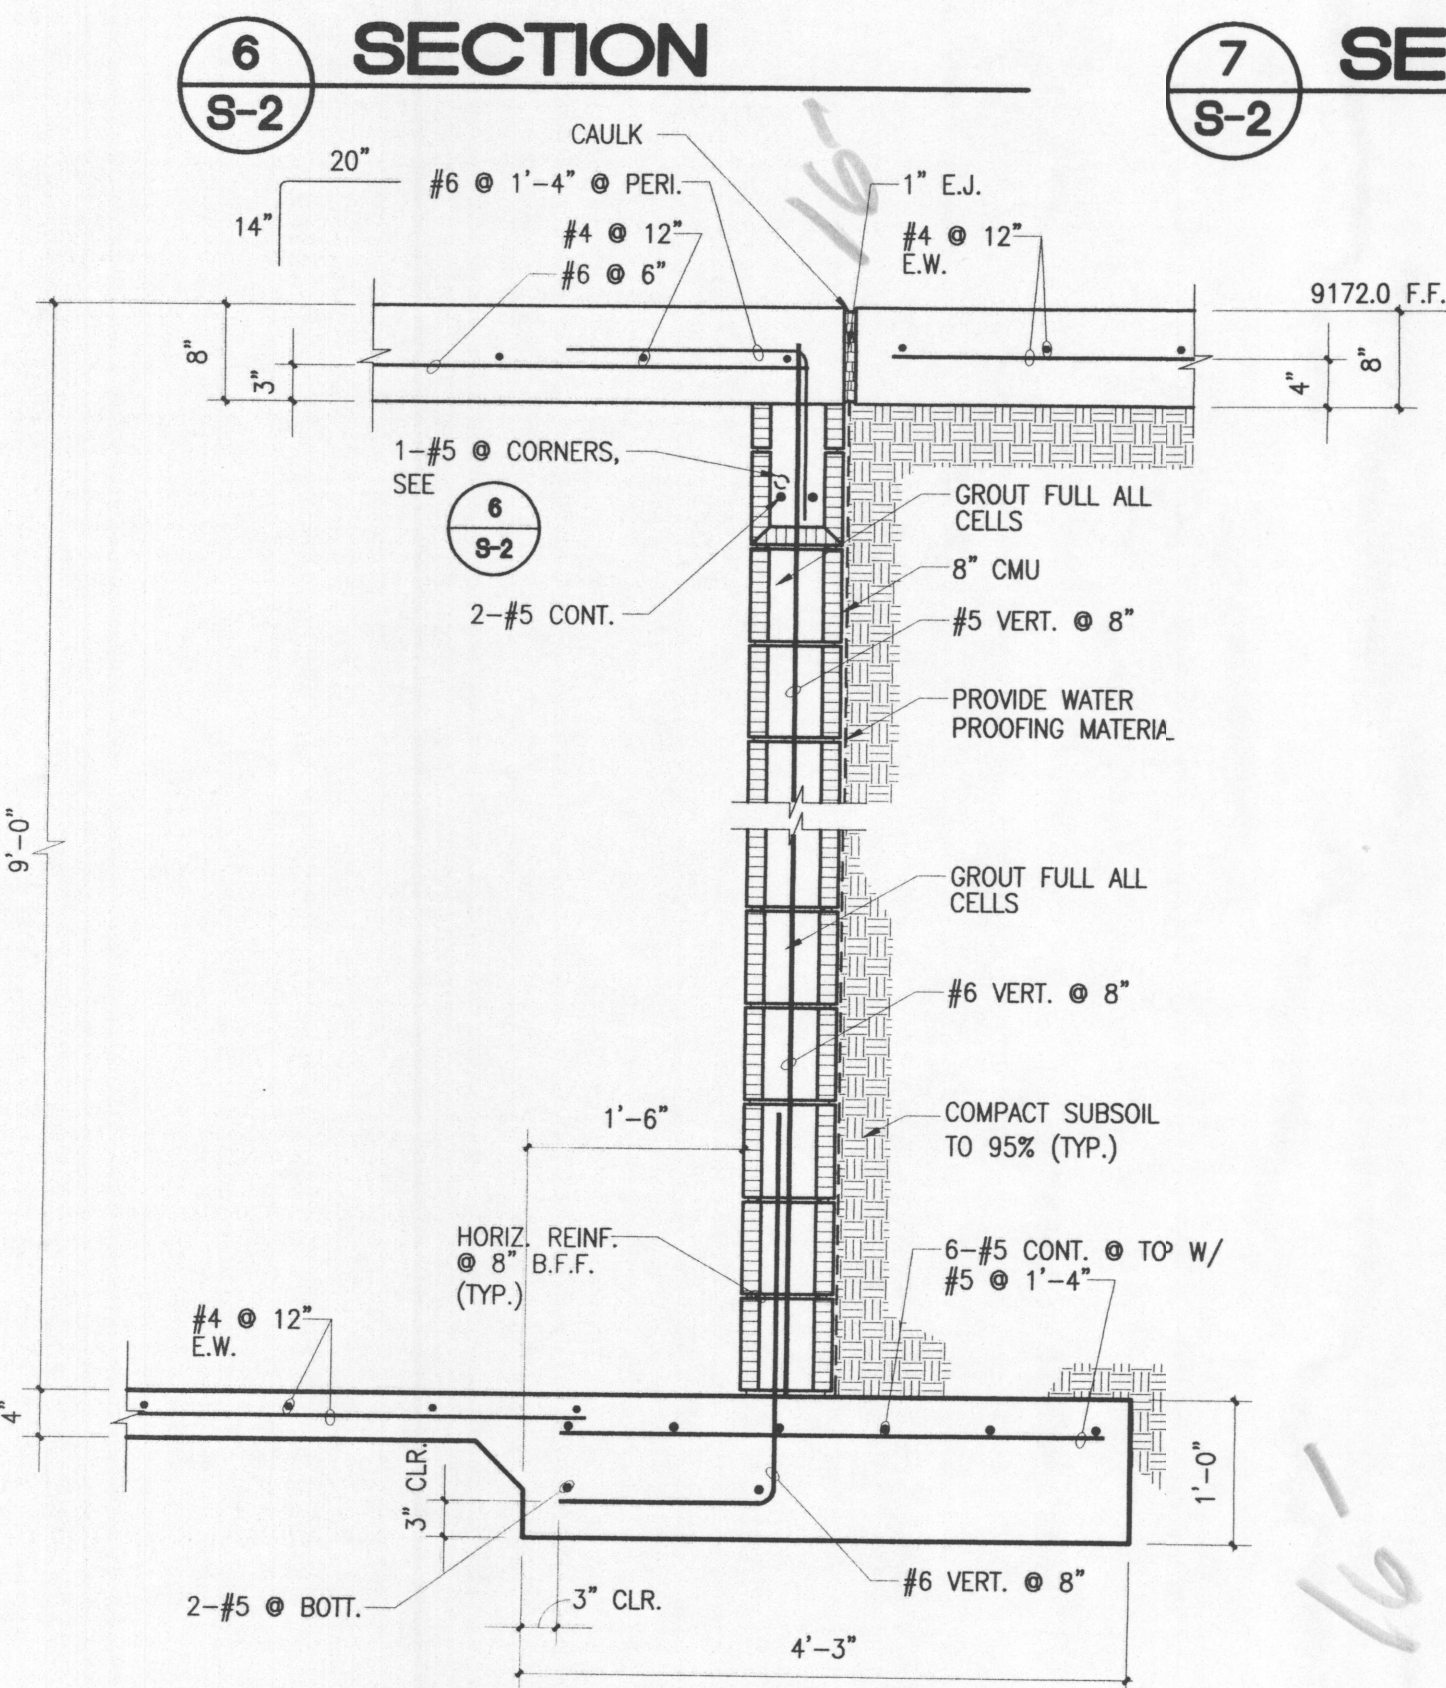 6
S-2
SECTION
7
S-2
SE
CAULK
16-1
20"
#6 @ 1'-4" @ PERI.
1" E.J.
14"
#4 @ 12"
#6 @ 6"
#4 @ 12"
E.W.
9172.0 F.F.
8"
3"
4"
8"
1-#5 @ CORNERS,
SEE
6
S-2
2-#5 CONT.
GROUT FULL ALL
CELLS
8" CMU
#5 VERT. @ 8"
PROVIDE WATER
PROOFING MATERIA
9'-0"
GROUT FULL ALL
CELLS
#6 VERT. @ 8"
1'-6"
COMPACT SUBSOIL
TO 95% (TYP.)
HORIZ. REINF.
@ 8" B.F.F.
(TYP.)
6-#5 CONT. @ TOP W/
#5 @ 1'-4"
#4 @ 12"
E.W.
4"
3" CLR.
1'-0"
2-#5 @ BOTT.
3" CLR.
#6 VERT. @ 8"
16-1
4'-3"